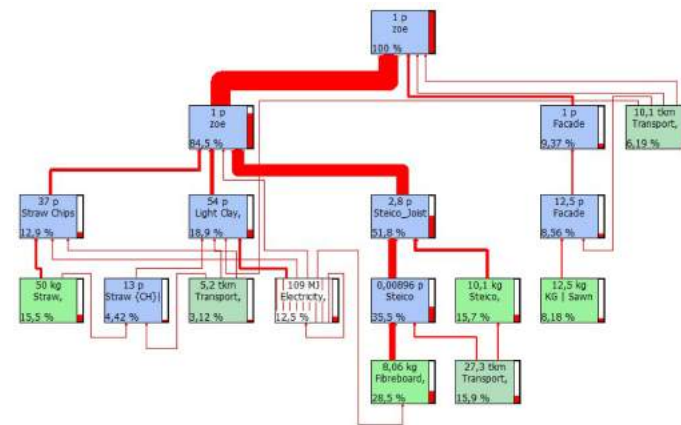 1 p
zoe
100 %
1 p
zoe
84,5 %
1 p
Facade
9,37 %
10,1 tkm
Transport,
6,19 %
37 p
Straw Chips
12,9 %
54 p
Light Clay,
18,9 %
2,8 p
Steico_Joist
51,8 %
12,5 p
Facade
8,56 %
50 kg
Straw,
15,5 %
13 p
Straw {CH}|
4,42 %
5,2 tkm
Transport,
3,12 %
109 MJ
Electricity,
12,5 %
0,00896 p
Steico
35,5 %
10,1 kg
Steico,
15,7 %
12,5 kg
KG | Sawn
8,18 %
8,06 kg
Fibreboard,
28,5 %
27,3 tkm
Transport,
15,9 %